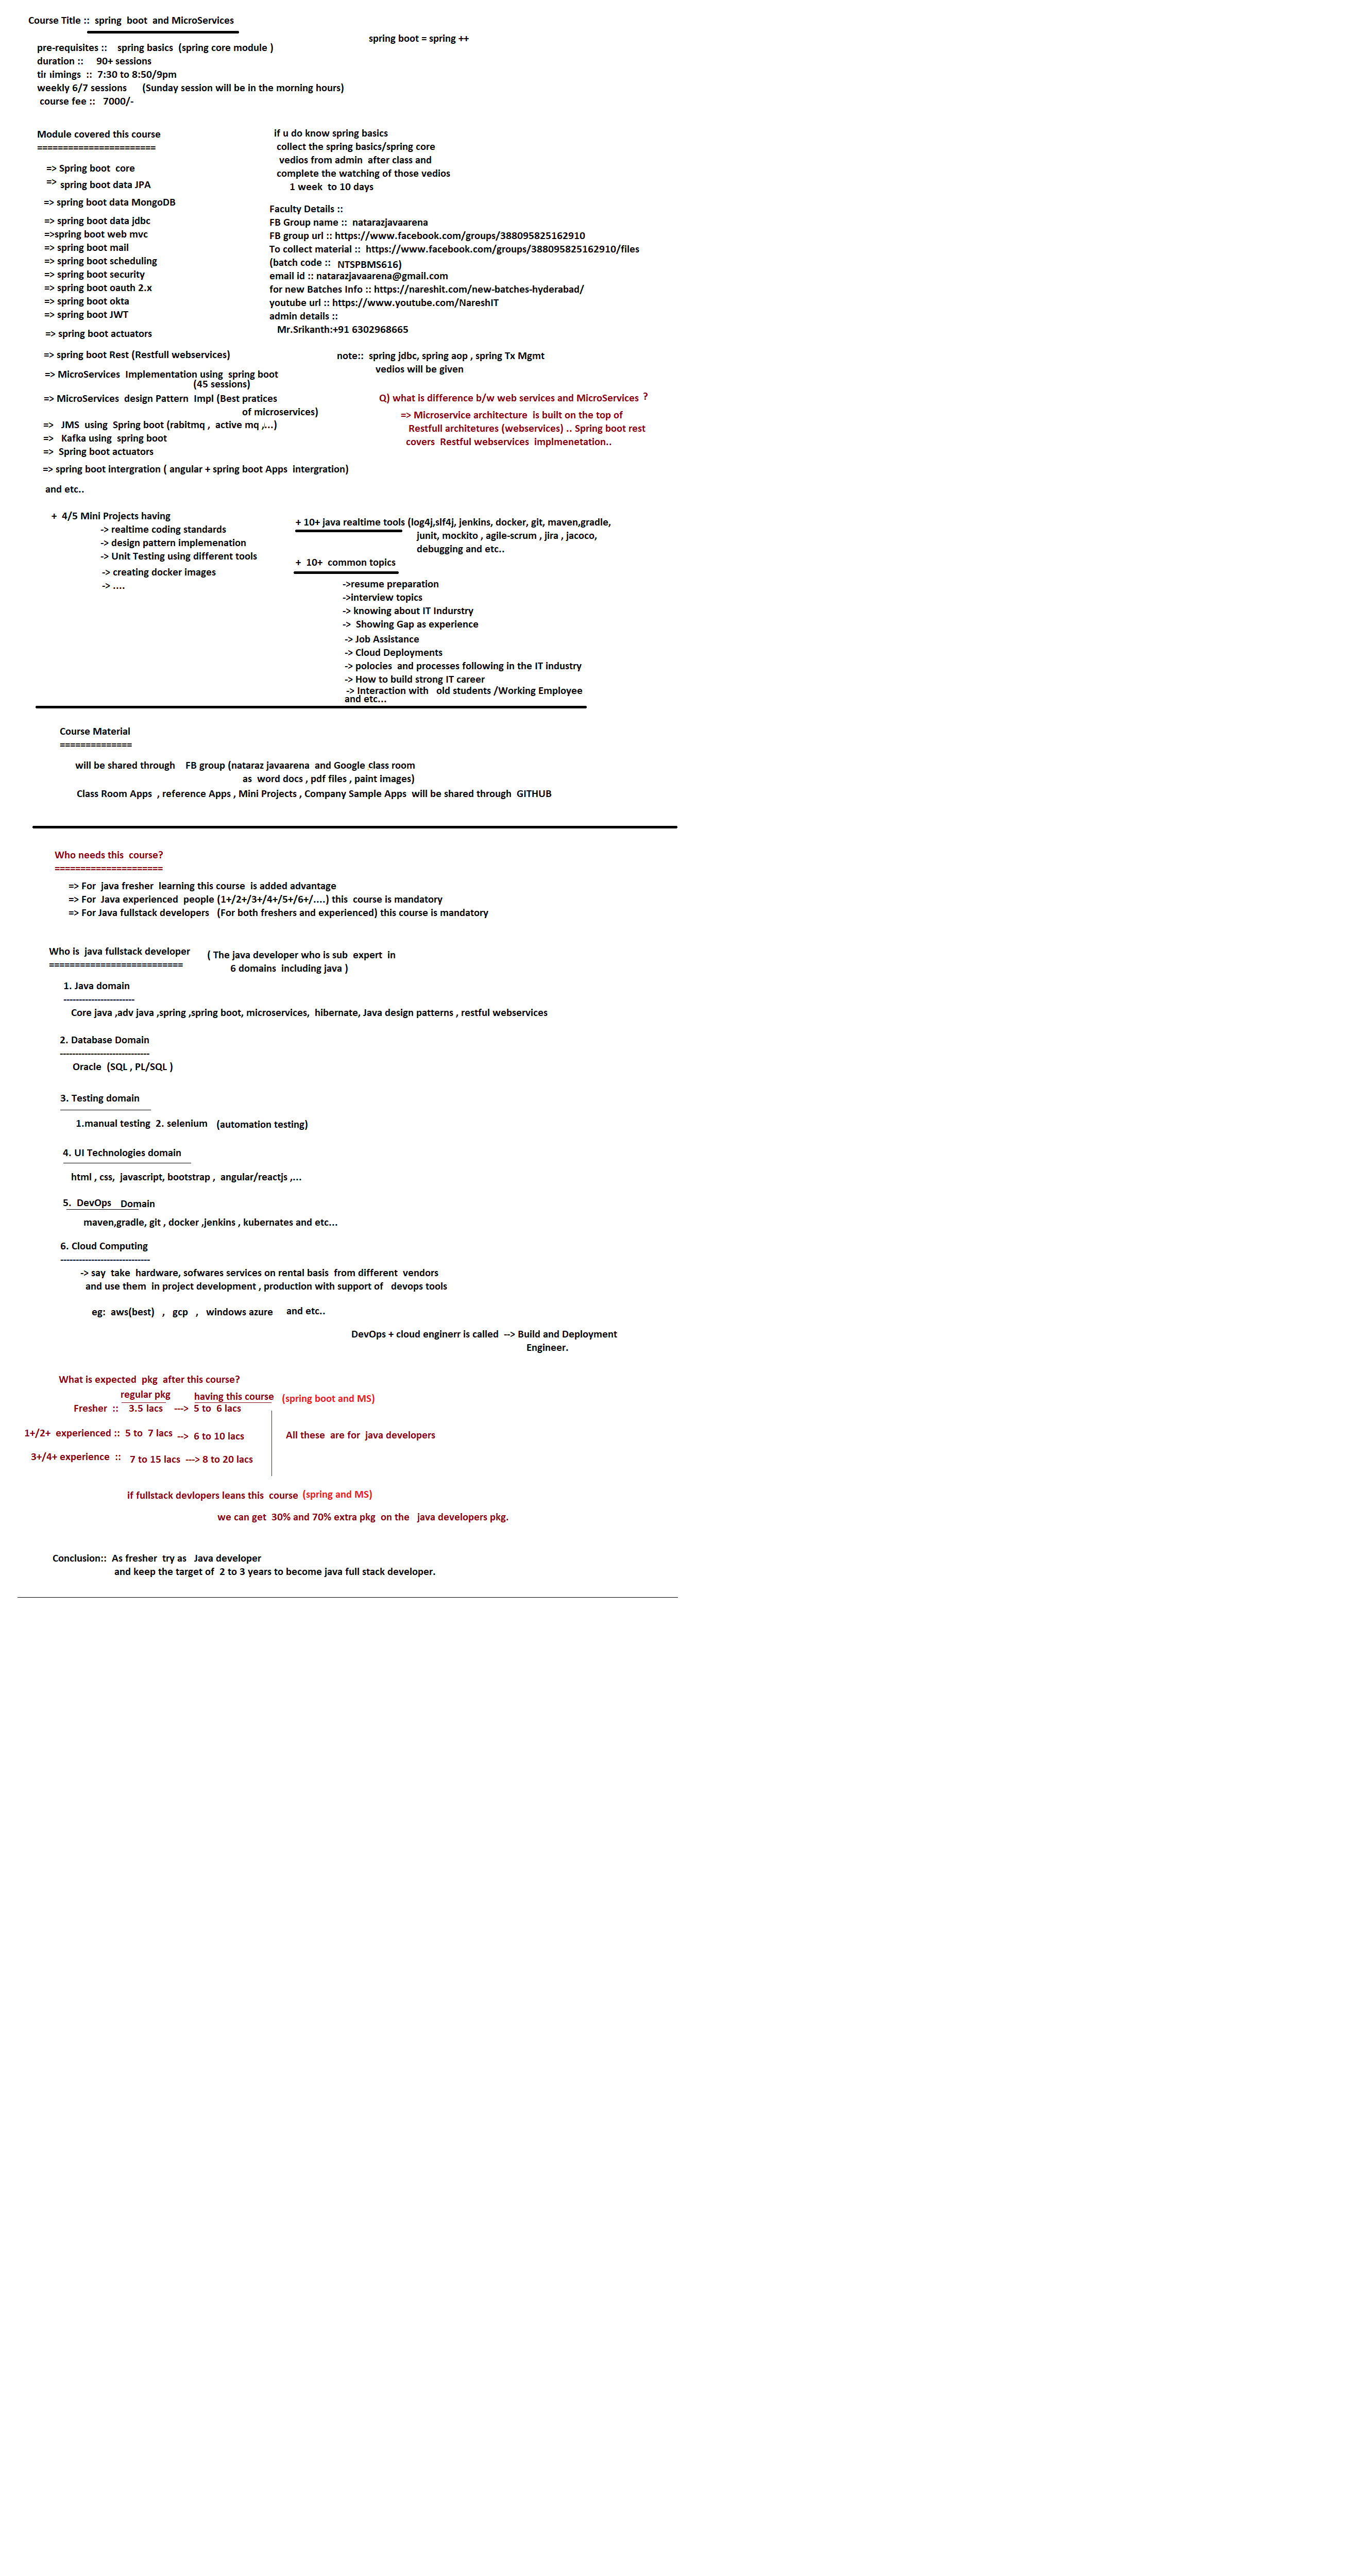 Course Title :: spring boot and MicroServices
spring boot = spring ++
pre-requisites :: spring basics (spring core module )
duration :: 90+ sessions
timings :: 7:30 to 8:50/9pm
weekly 6/7 sessions (Sunday session will be in the morning hours)
course fee :: 7000/-
Module covered this course
=======================
=> Spring boot core
=> spring boot data JPA
=> spring boot data MongoDB
=> spring boot data jdbc
=>spring boot web mvc
=> spring boot mail
=> spring boot scheduling
=> spring boot security
=> spring boot oauth 2.x
=> spring boot okta
=> spring boot JWT
=> spring boot actuators
=> spring boot Rest (Restfull webservices)
=> MicroServices Implementation using spring boot
(45 sessions)
=> MicroServices design Pattern Impl (Best pratices
of microservices)
=> JMS using Spring boot (rabitmq , active mq ,...)
=> Kafka using spring boot
=> Spring boot actuators
=> spring boot intergration ( angular + spring boot Apps intergration)
and etc..
if u do know spring basics
collect the spring basics/spring core
vedios from admin after class and
complete the watching of those vedios
1 week to 10 days
Faculty Details ::
FB Group name :: natarazjavaarena
FB group url :: https://www.facebook.com/groups/388095825162910
To collect material :: https://www.facebook.com/groups/388095825162910/files
(batch code :: NTSPBMS616)
email id :: natarazjavaarena@gmail.com
for new Batches Info :: https://nareshit.com/new-batches-hyderabad/
youtube url :: https://www.youtube.com/NareshIT
admin details ::
Mr.Srikanth:+91 6302968665
note:: spring jdbc, spring aop , spring Tx Mgmt
vedios will be given
Q) what is difference b/w web services and MicroServices ?
=> Microservice architecture is built on the top of
Restfull architetures (webservices) .. Spring boot rest
covers Restful webservices implmenetation..
+ 4/5 Mini Projects having
-> realtime coding standards
-> design pattern implemenation
-> Unit Testing using different tools
-> creating docker images
-> ....
+ 10+ java realtime tools (log4j,slf4j, jenkins, docker, git, maven,gradle,
junit, mockito , agile-scrum , jira , jacoco,
debugging and etc..
+ 10+ common topics
->resume preparation
->interview topics
-> knowing about IT Indurstry
-> Showing Gap as experience
-> Job Assistance
-> Cloud Deployments
-> polocies and processes following in the IT industry
-> How to build strong IT career
-> Interaction with old students /Working Employee
and etc...
Course Material
==============
will be shared through FB group (nataraz javaarena and Google class room
as word docs , pdf files , paint images)
Class Room Apps , reference Apps , Mini Projects , Company Sample Apps will be shared through GITHUB
Who needs this course?
=====================
=> For java fresher learning this course is added advantage
=> For Java experienced people (1+/2+/3+/4+/5+/6+/....) this course is mandatory
=> For Java fullstack developers (For both freshers and experienced) this course is mandatory
Who is java fullstack developer ( The java developer who is sub expert in
========================== 6 domains including java )
1. Java domain
-----------------------
Core java ,adv java ,spring ,spring boot, microservices, hibernate, Java design patterns , restful webservices
2. Database Domain
-----------------------------
Oracle (SQL , PL/SQL )
3. Testing domain
1.manual testing 2. selenium (automation testing)
4. UI Technologies domain
html , css, javascript, bootstrap , angular/reactjs ,...
5. DevOps Domain
maven,gradle, git , docker ,jenkins , kubernates and etc...
6. Cloud Computing
-----------------------------
-> say take hardware, sofwares services on rental basis from different vendors
and use them in project development , production with support of devops tools
eg: aws(best) , gcp , windows azure and etc..
DevOps + cloud enginerr is called --> Build and Deployment
Engineer.
What is expected pkg after this course?
regular pkg having this course (spring boot and MS)
Fresher :: 3.5 lacs ---> 5 to 6 lacs
1+/2+ experienced :: 5 to 7 lacs --> 6 to 10 lacs All these are for java developers
3+/4+ experience :: 7 to 15 lacs ---> 8 to 20 lacs
if fullstack devlopers leans this course (spring and MS)
we can get 30% and 70% extra pkg on the java developers pkg.
Conclusion:: As fresher try as Java developer
and keep the target of 2 to 3 years to become java full stack developer.